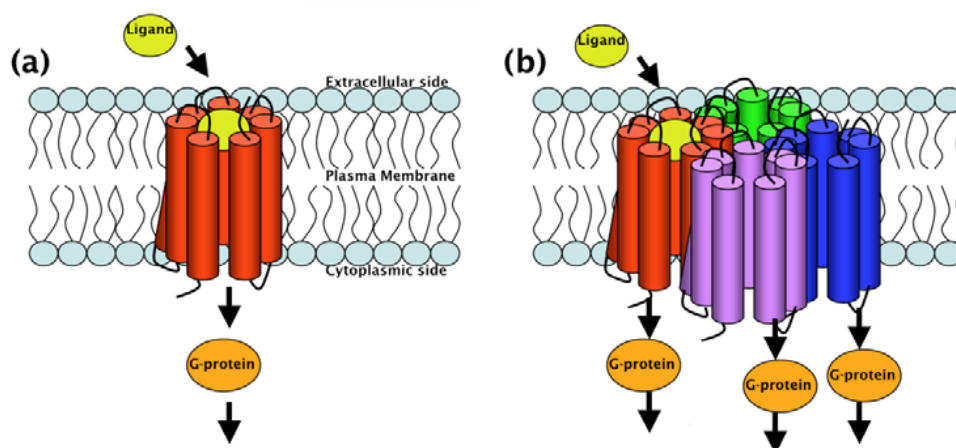 (a)
Ligand
Extracellular side
Plasma Membrane
Cytoplasmic side
G-protein
(b)
Ligand
G-protein
G-protein
G-protein